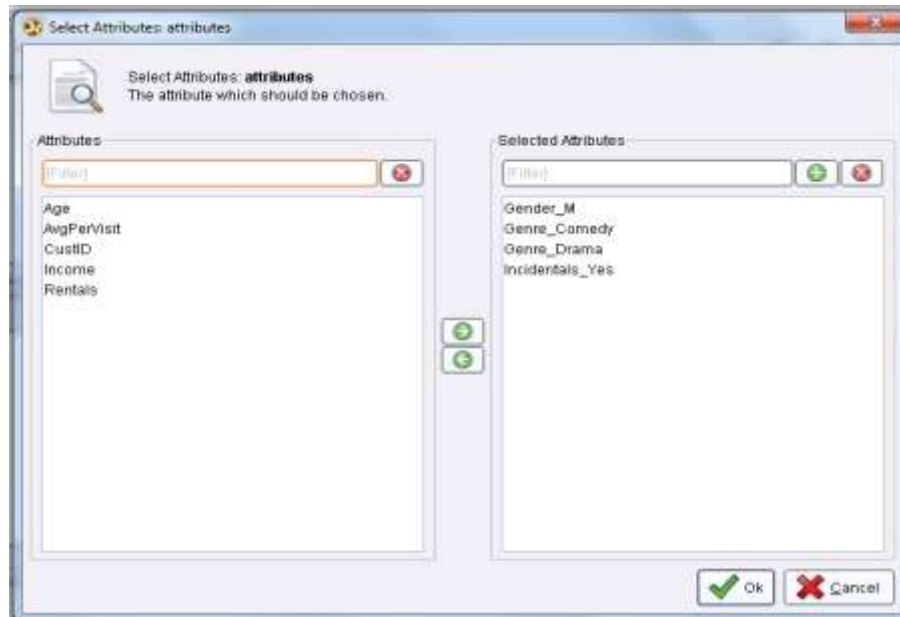 Select Attributes: attributes
Select Attributes: attributes
The attribute which should be chosen.
Attributes
Selected Attributes
[Filter]
[Filter]
Age
AvgPerVisit
CustID
Income
Rentals
Gender_M
Genre_Comedy
Genre_Drama
Incidentals_Yes
Ok
Cancel